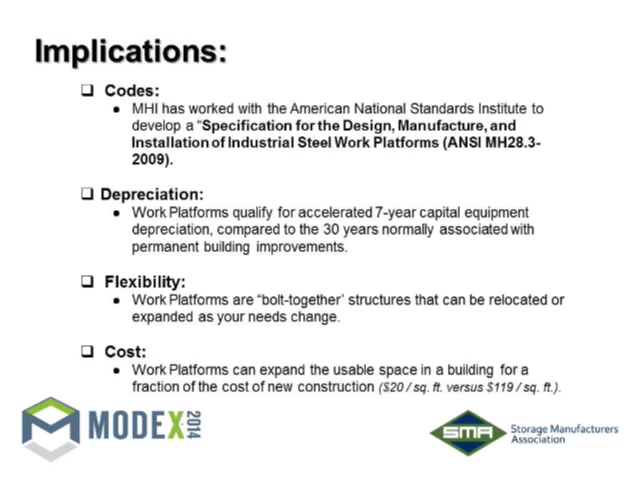 Implications:
❑ Codes:
● MHI has worked with the American National Standards Institute to
develop a “Specification for the Design, Manufacture, and
Installation of Industrial Steel Work Platforms (ANSI MH28.3-
2009).
❑ Depreciation:
● Work Platforms qualify for accelerated 7-year capital equipment
depreciation, compared to the 30 years normally associated with
permanent building improvements.
❑ Flexibility:
● Work Platforms are “bolt-together’ structures that can be relocated or
expanded as your needs change.
❑ Cost:
● Work Platforms can expand the usable space in a building for a
fraction of the cost of new construction ($20 / sq. ft. versus $119 / sq. ft.).
MODEX 2014
SMA Storage Manufacturers
Association